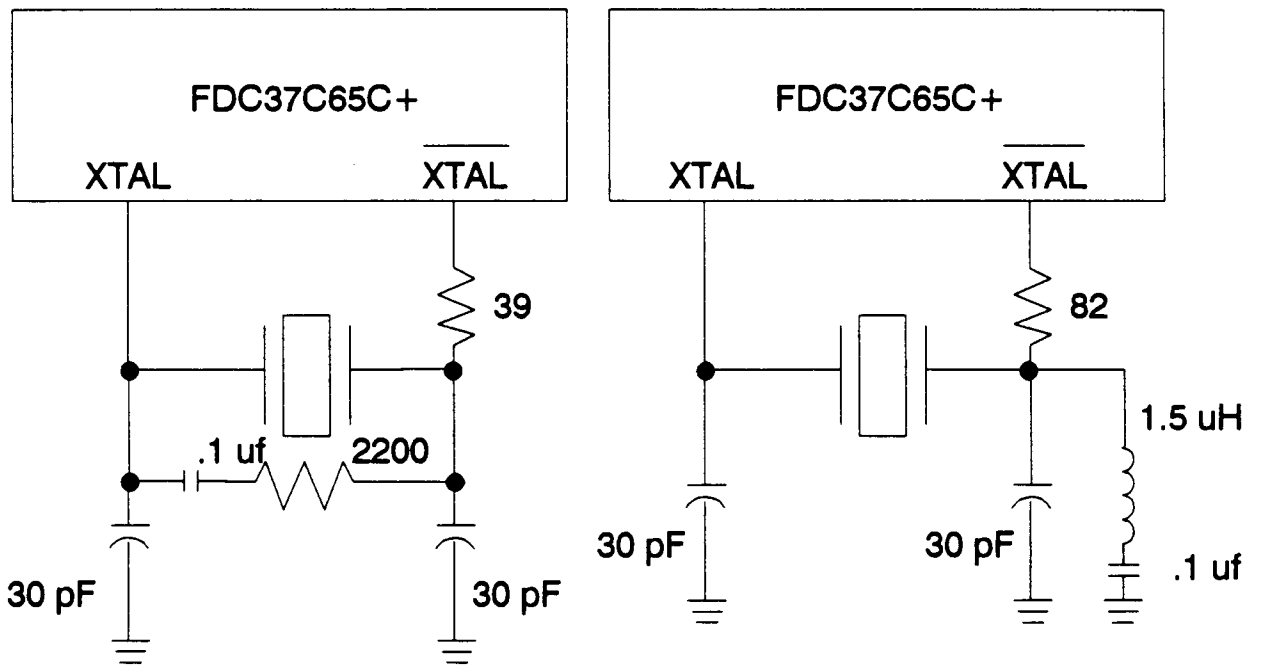 FDC37C65C+
XTAL
XTAL
39
.1 uf
2200
30 pF
30 pF
FDC37C65C+
XTAL
XTAL
82
1.5 uH
30 pF
30 pF
.1 uf